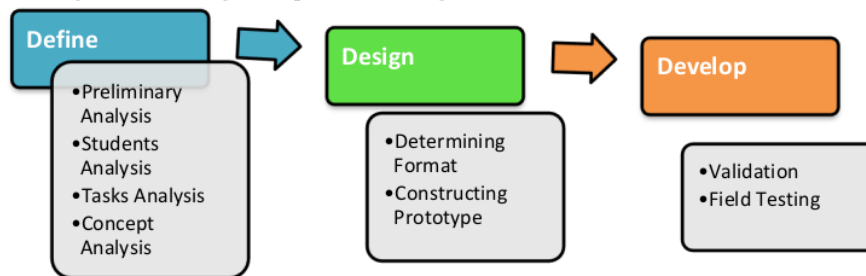 Define
•Preliminary
Analysis
•Students
Analysis
•Tasks Analysis
•Concept
Analysis
Design
•Determining
Format
•Constructing
Prototype
Develop
•Validation
•Field Testing